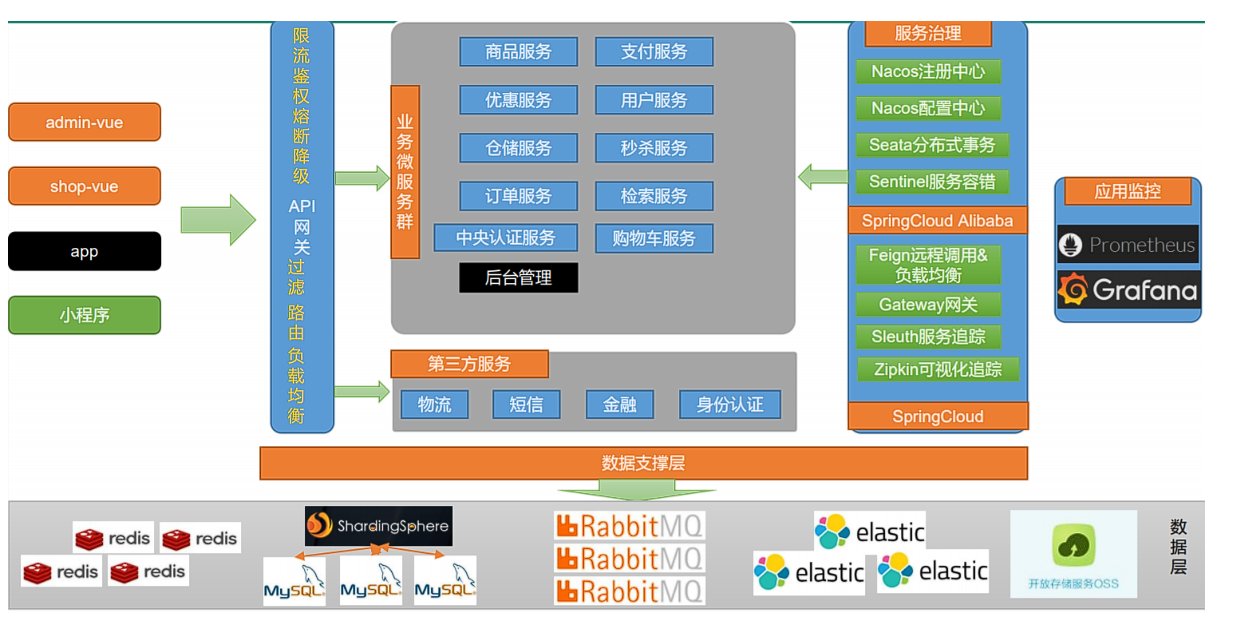 admin-vue
shop-vue
app
小程序
限流鉴权熔断降级
API
网关
过滤
路由
负载均衡
业务微服务群
商品服务
支付服务
优惠服务
用户服务
仓储服务
秒杀服务
订单服务
检索服务
中央认证服务
购物车服务
后台管理
第三方服务
物流
短信
金融
身份认证
服务治理
Nacos注册中心
Nacos配置中心
Seata分布式事务
Sentinel服务容错
SpringCloud Alibaba
Feign远程调用&
负载均衡
Gateway网关
Sleuth服务追踪
Zipkin可视化追踪
SpringCloud
应用监控
Prometheus
Grafana
数据支撑层
redis
redis
redis
redis
ShardingSphere
MySQL
MySQL
MySQL
RabbitMQ
RabbitMQ
RabbitMQ
elastic
elastic
elastic
开放存储服务OSS
数据层